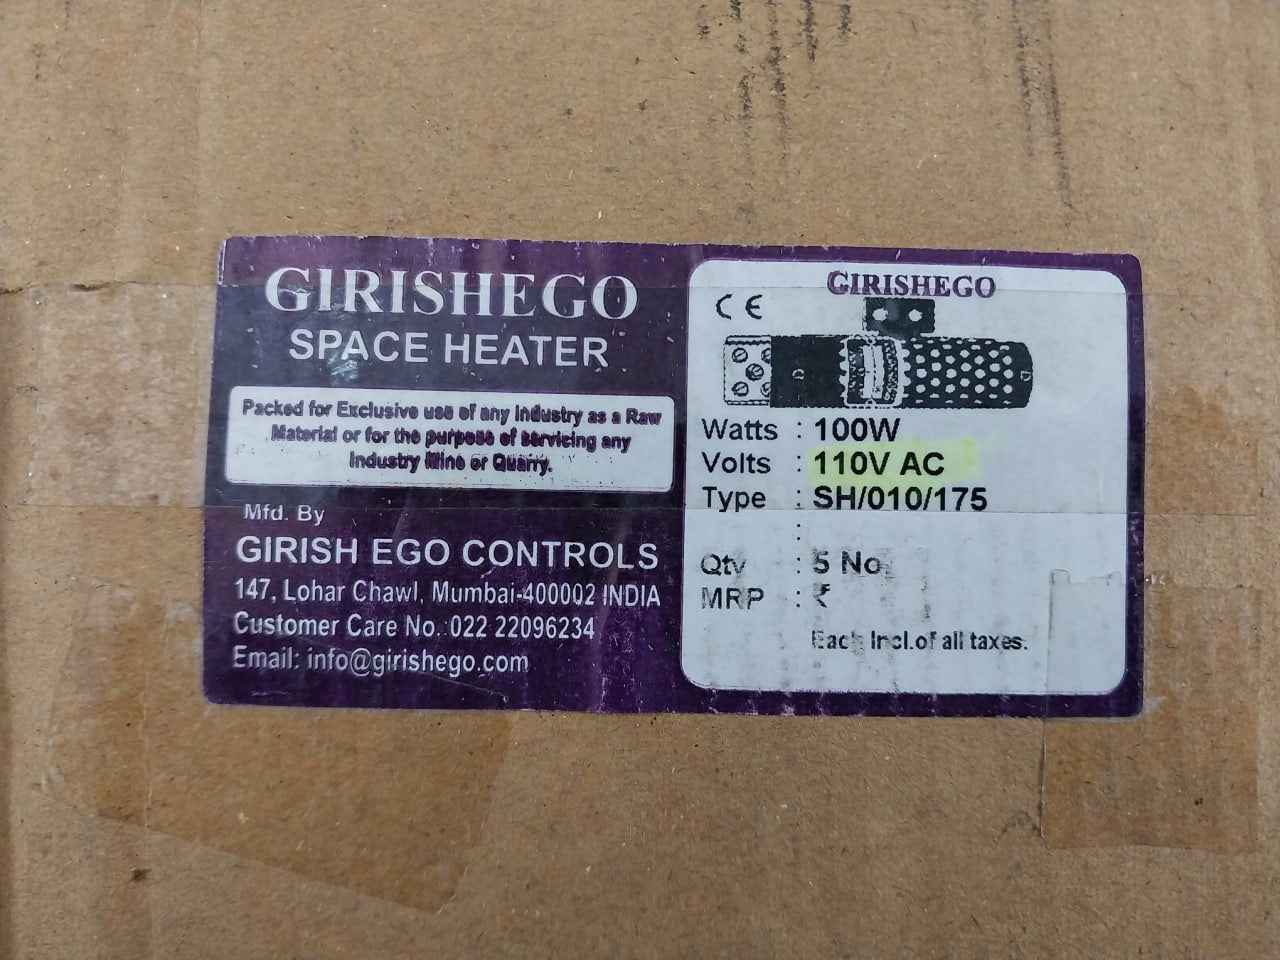 GIRISHEGO
SPACE HEATER
Packed for Exclusive use of any Industry as a Raw
Material or for the purpose of servicing any
Industry Mine or Quarry.
Mfd. By
GIRISH EGO CONTROLS
147, Lohar Chawl, Mumbai-400002 INDIA
Customer Care No.:022 22096234
Email: info@girishego.com
GIRISHEGO
CE
Watts : 100W
Volts : 110V AC
Type : SH/010/175
:
Qty : 5 No.
MRP : ₹
Each Incl.of all taxes.